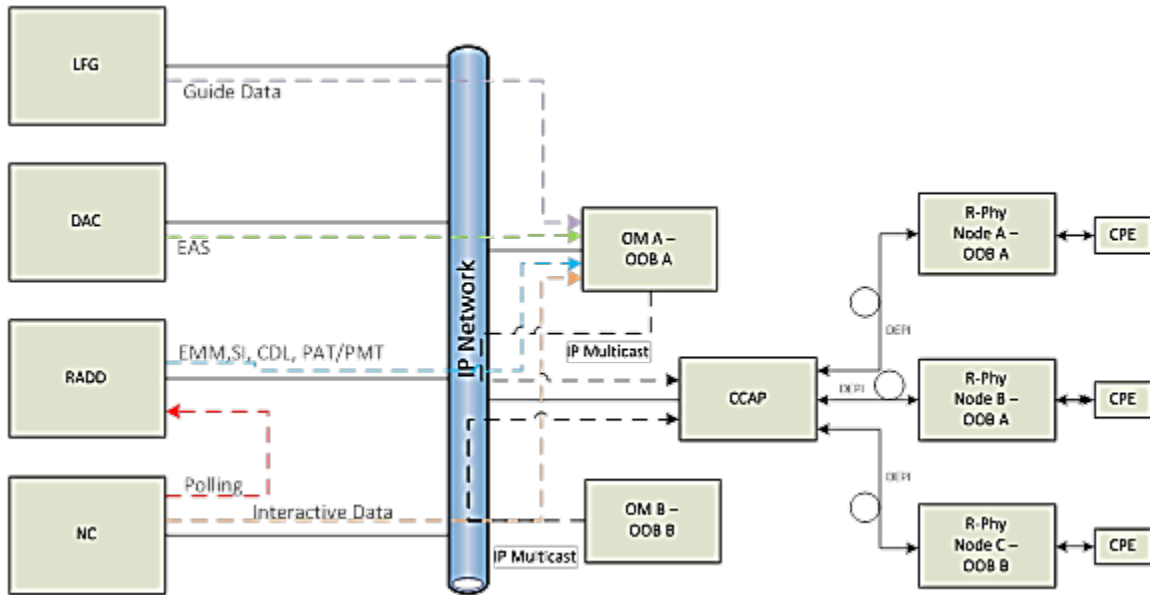 LFG
Guide Data
DAC
EAS
RADD
EMM,SI, CDL, PAT/PMT
Polling
NC
Interactive Data
IP Network
OM A –
OOB A
IP Multicast
CCAP
OM B –
OOB B
IP Multicast
DEPI
DEPI
DEPI
R-Phy
Node A –
OOB A
CPE
R-Phy
Node B –
OOB A
CPE
R-Phy
Node C –
OOB B
CPE